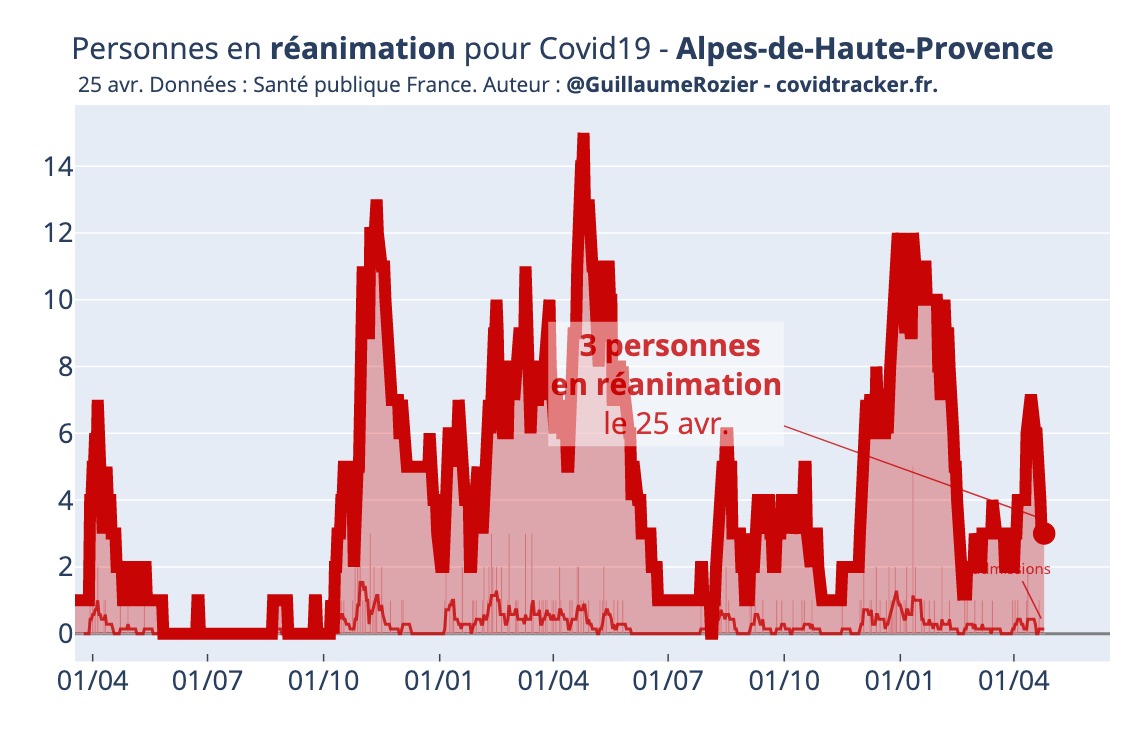 Personnes en réanimation pour Covid19 - Alpes-de-Haute-Provence
25 avr. Données : Santé publique France. Auteur : @GuillaumeRozier - covidtracker.fr.
14
12
10
8
6
4
2
0
3 personnes
en réanimation
le 25 avr.
admissions
01/04 01/07 01/10 01/01 01/04 01/07 01/10 01/01 01/04